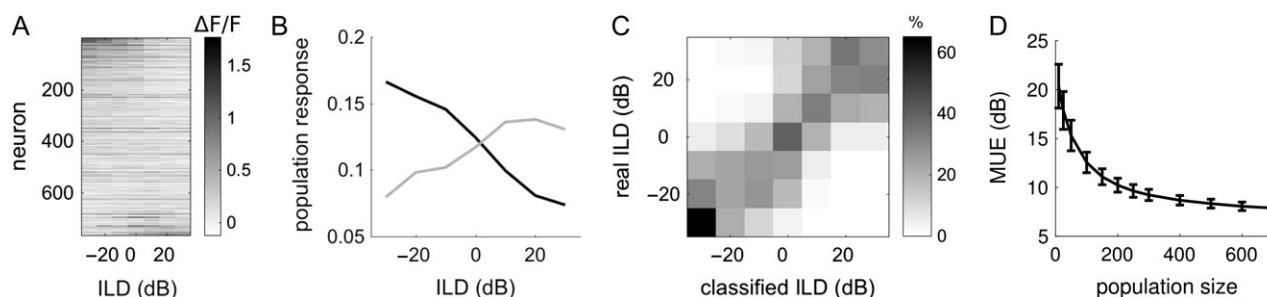 A
ΔF/F
neuron
200
400
600
−20 0 20
ILD (dB)
1.5
1
0.5
0
B
population response
0.2
0.15
0.1
0.05
−20 0 20
ILD (dB)
C
real ILD (dB)
20
0
−20
−20 0 20
classified ILD (dB)
%
60
40
20
0
D
MUE (dB)
25
20
15
10
5
0 200 400 600
population size